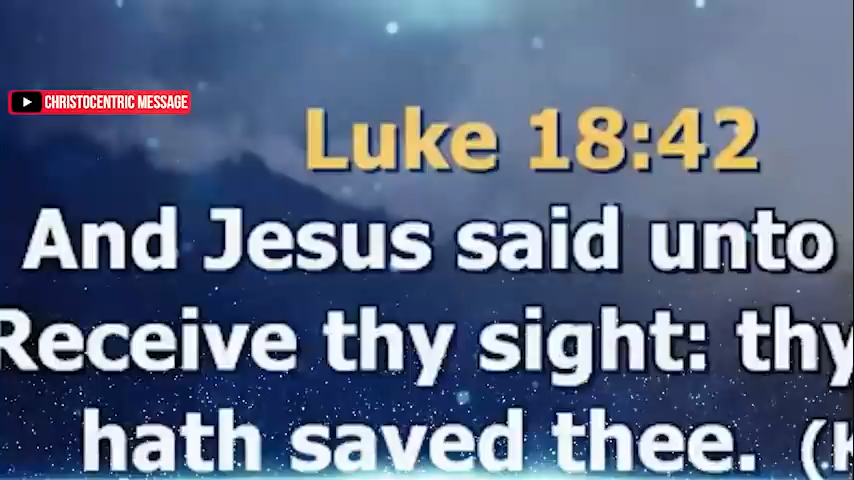 CHRISTOCENTRIC MESSAGE
Luke 18:42
And Jesus said unto
Receive thy sight: thy
hath saved thee. (K